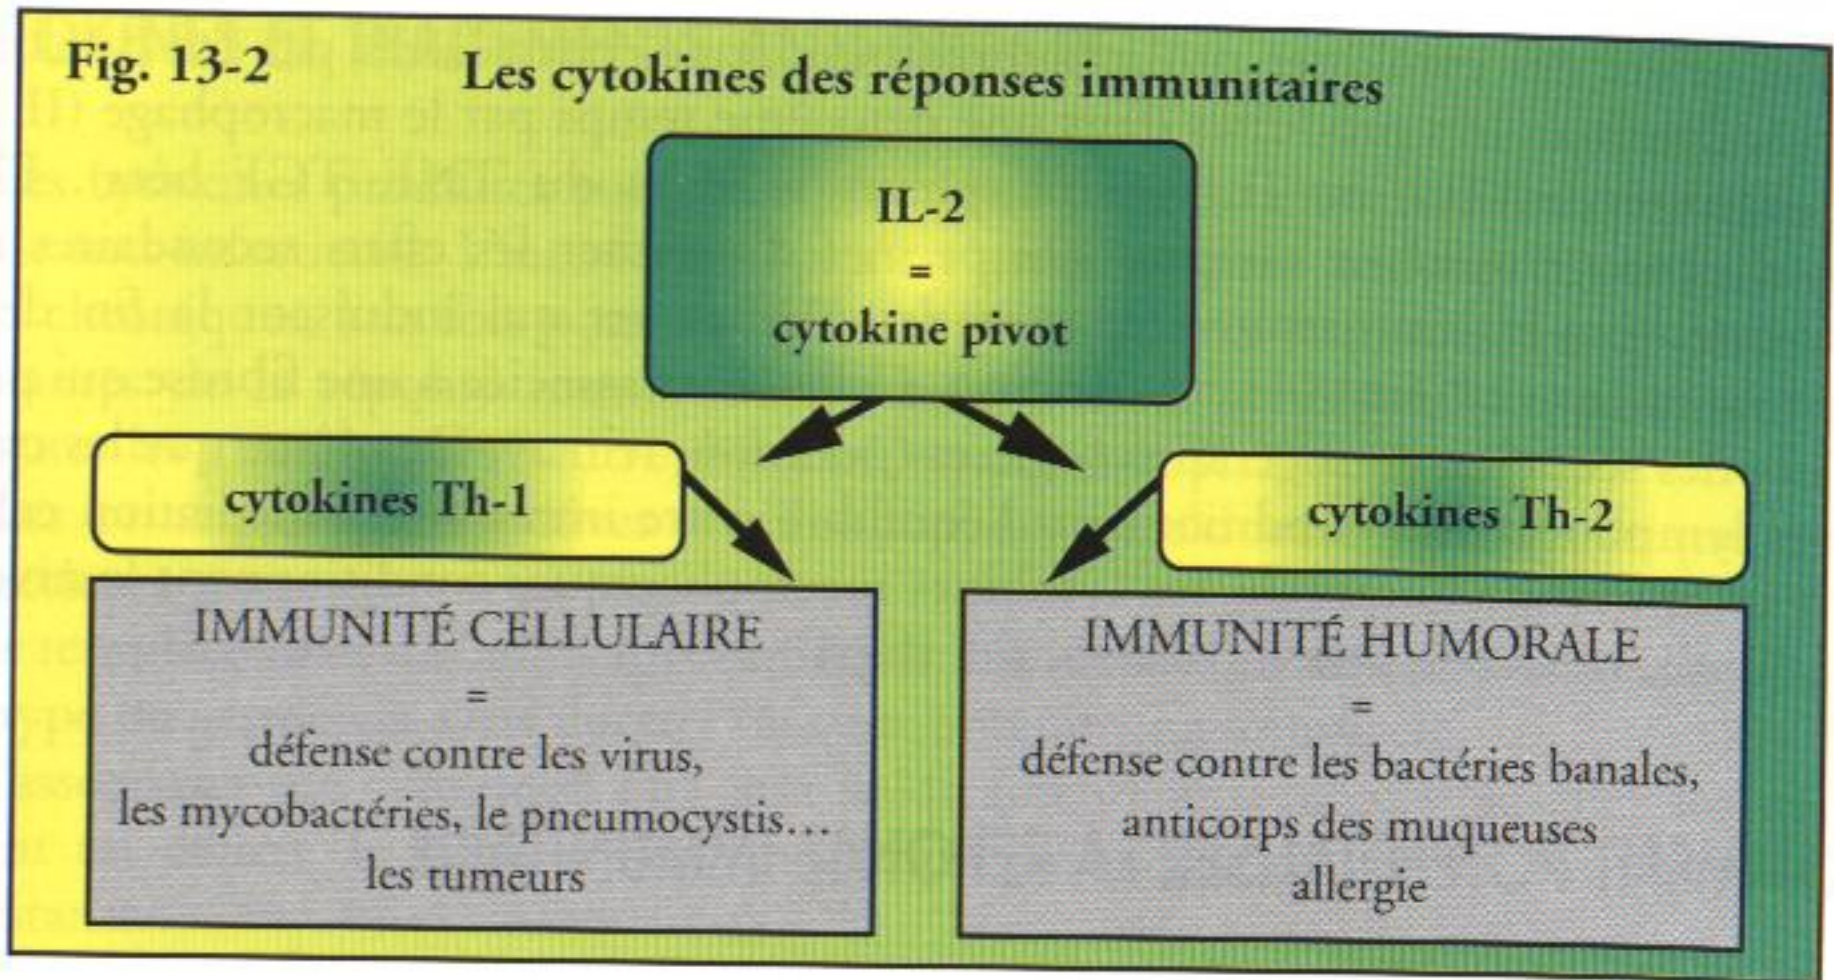 Fig. 13-2
Les cytokines des réponses immunitaires
IL-2
=
cytokine pivot
cytokines Th-1
cytokines Th-2
IMMUNITÉ CELLULAIRE
=
défense contre les virus,
les mycobactéries, le pneumocystis...
les tumeurs
IMMUNITÉ HUMORALE
=
défense contre les bactéries banales,
anticorps des muqueuses
allergie